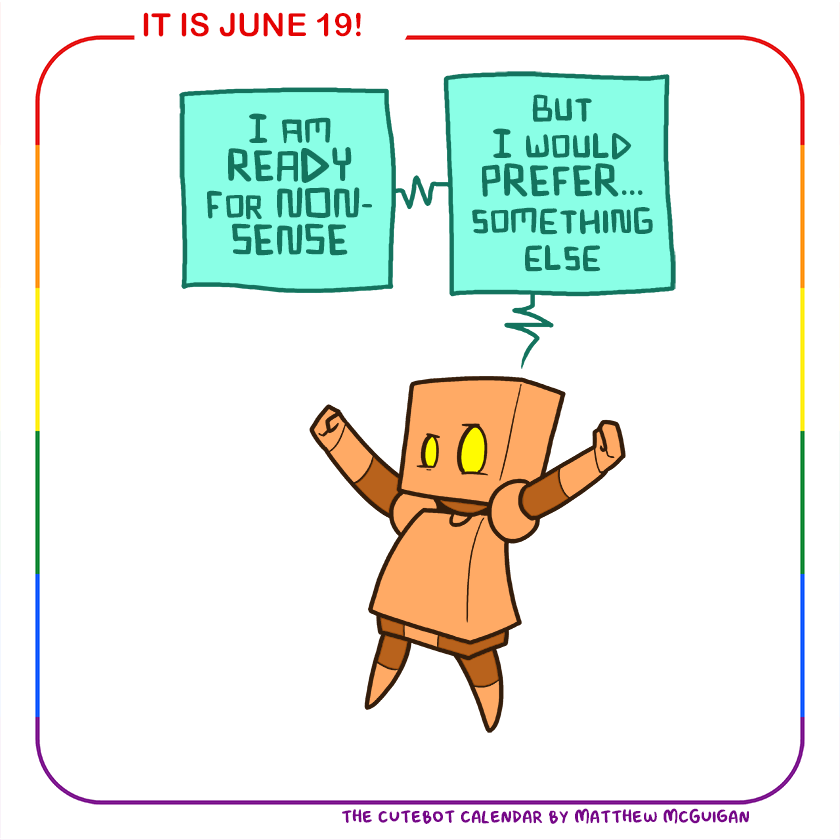 IT IS JUNE 19!
I AM
READY
FOR NON-
SENSE
BUT
I WOULD
PREFER...
SOMETHING
ELSE
THE CUTEBOT CALENDAR BY MATTHEW MCGUIGAN